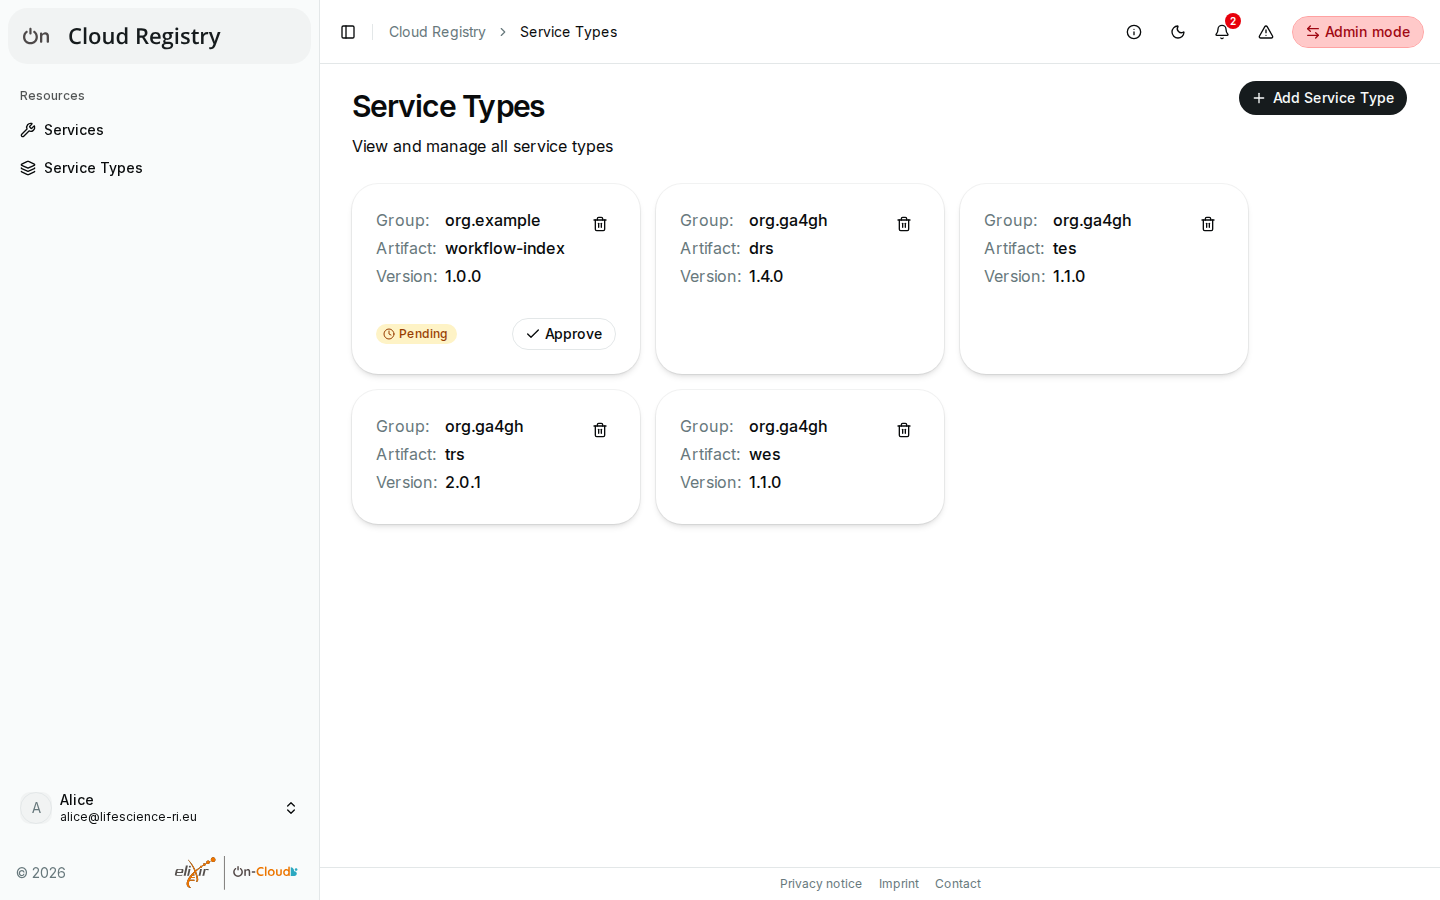 On Cloud Registry
Resources
Services
Service Types
Cloud Registry > Service Types
2
Admin mode
Service Types
Add Service Type
View and manage all service types
Group: org.example
Artifact: workflow-index
Version: 1.0.0
Pending
Approve
Group: org.ga4gh
Artifact: drs
Version: 1.4.0
Group: org.ga4gh
Artifact: tes
Version: 1.1.0
Group: org.ga4gh
Artifact: trs
Version: 2.0.1
Group: org.ga4gh
Artifact: wes
Version: 1.1.0
A
Alice
alice@lifescience-ri.eu
© 2026
elixir
On-Cloud
Privacy notice
Imprint
Contact